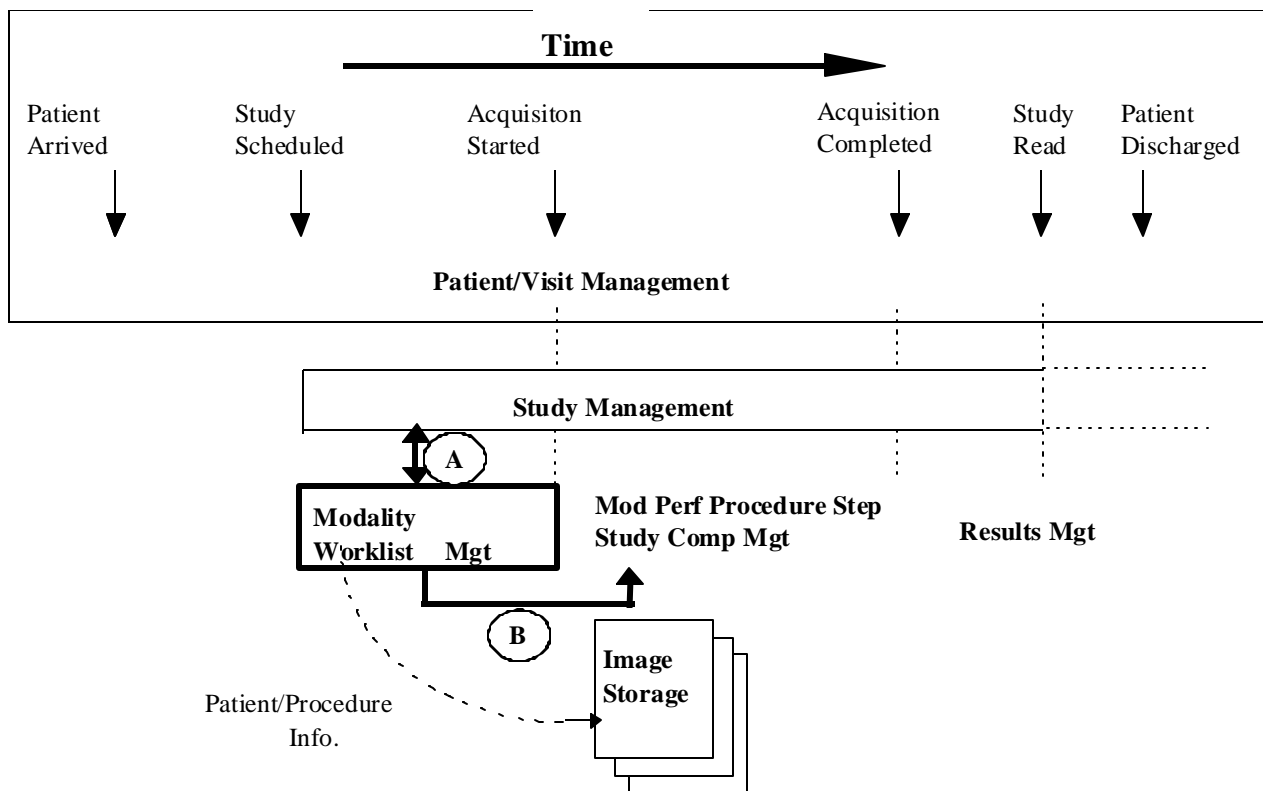 Time
Patient
Arrived
Study
Scheduled
Acquisiton
Started
Acquisition
Completed
Study
Read
Patient
Discharged
Patient/Visit Management
Study Management
A
Modality
Worklist Mgt
Mod Perf Procedure Step
Study Comp Mgt
Results Mgt
B
Image
Storage
Patient/Procedure
Info.